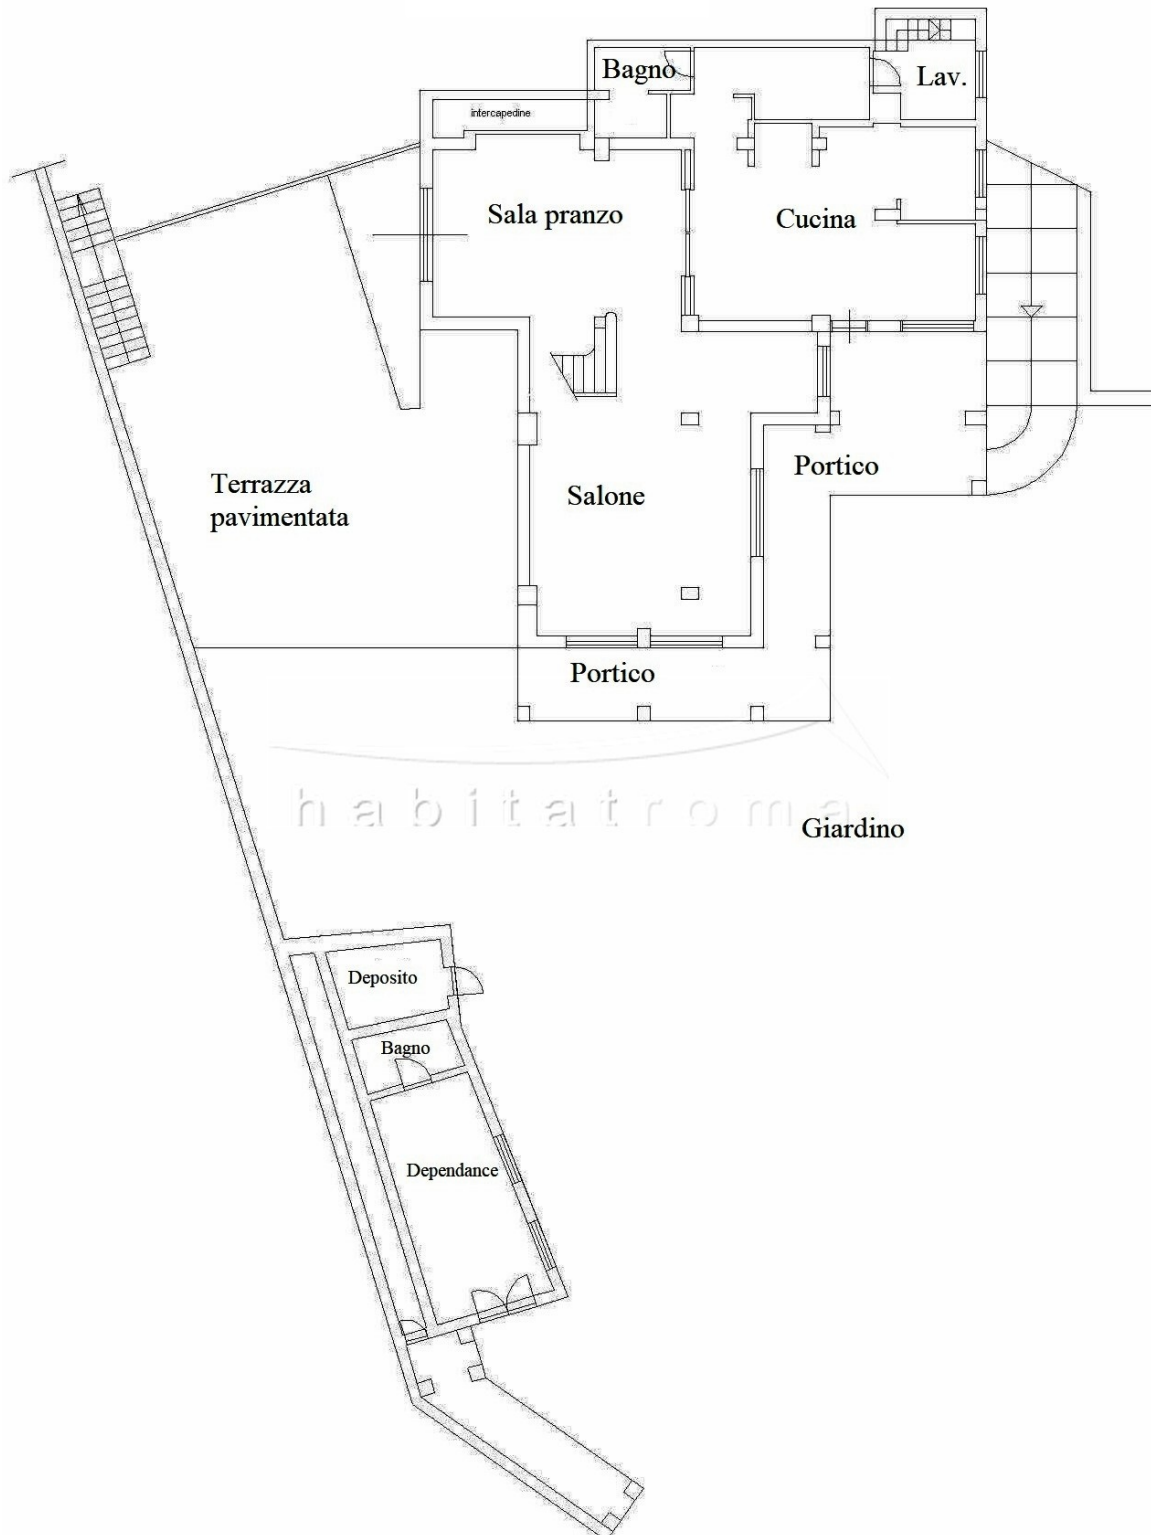 Bagno
Lav.
intercapedine
Sala pranzo
Cucina
Portico
Terrazza
pavimentata
Salone
Portico
habitatroma
Giardino
Deposito
Bagno
Dependance